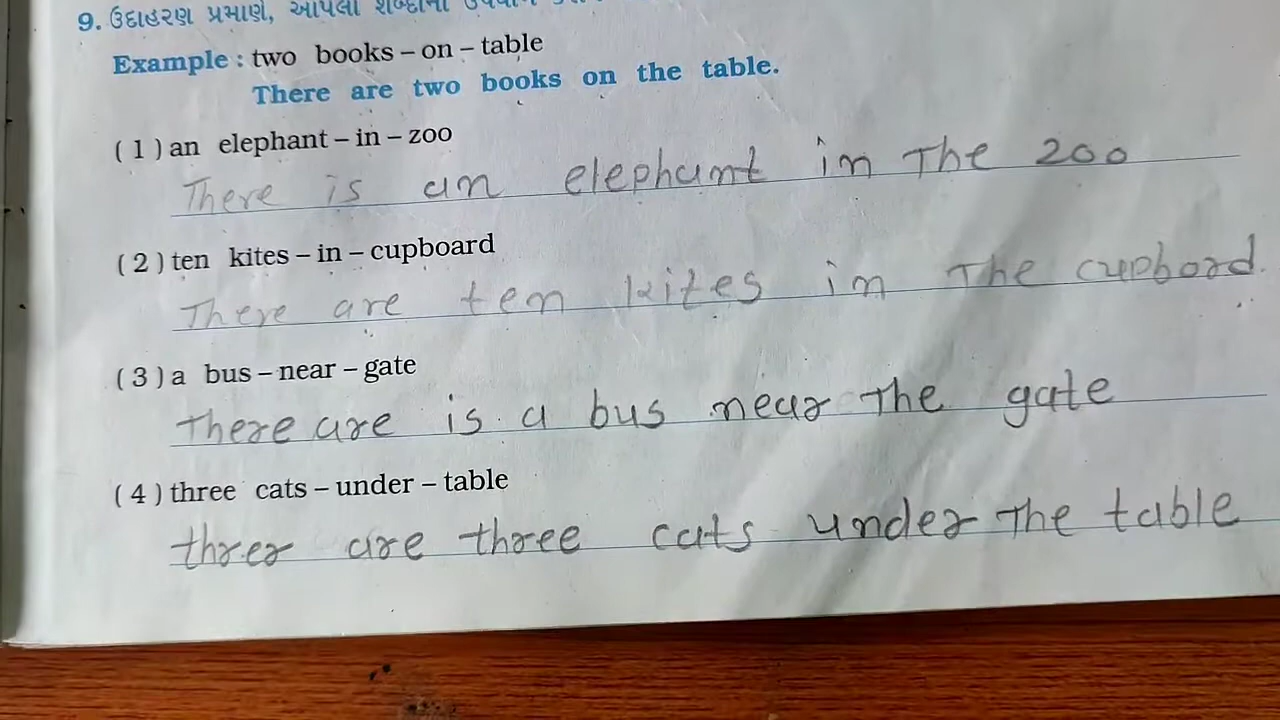 9. ઉદાહરણ પ્રમાણે, આપેલા શબ્દોનો ઉપયોગ
Example : two books – on – table
There are two books on the table.
( 1 ) an elephant – in – zoo
There is an elephant in The zoo
( 2 ) ten kites – in – cupboard
There are ten kites in The cupbord.
( 3 ) a bus – near – gate
There are is a bus near The gate
( 4 ) three cats – under – table
threr are three cats under The table